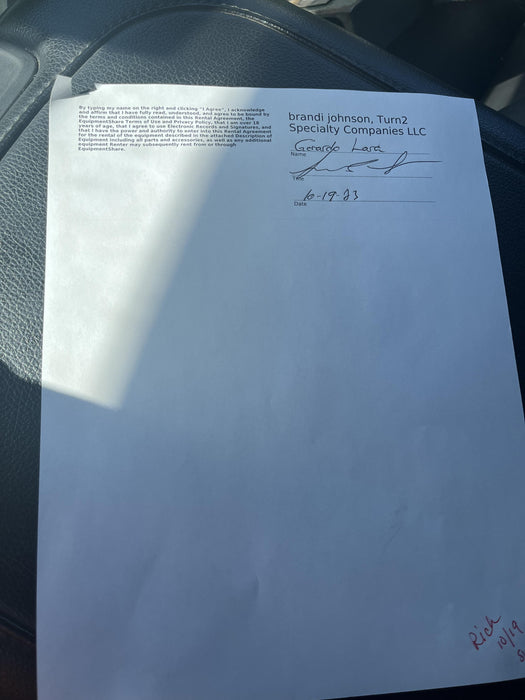 By typing my name on the right and clicking "I Agree", I acknowledge
and affirm that I have fully read, understood, and agree to be bound by
the terms and conditions contained in this Rental Agreement, the
EquipmentShare Terms of Use and Privacy Policy, that I am over 18
years of age, that I agree to use Electronic Records and Signatures, and
that I have the power and authority to enter into this Rental Agreement
for the rental of the equipment described in the attached Description of
Equipment including all parts and accessories, as well as any additional
equipment Renter may subsequently rent from or through
EquipmentShare.
brandi johnson, Turn2
Specialty Companies LLC
Gerardo Lara
Name
Title
10-19-23
Date
Rich
10/19